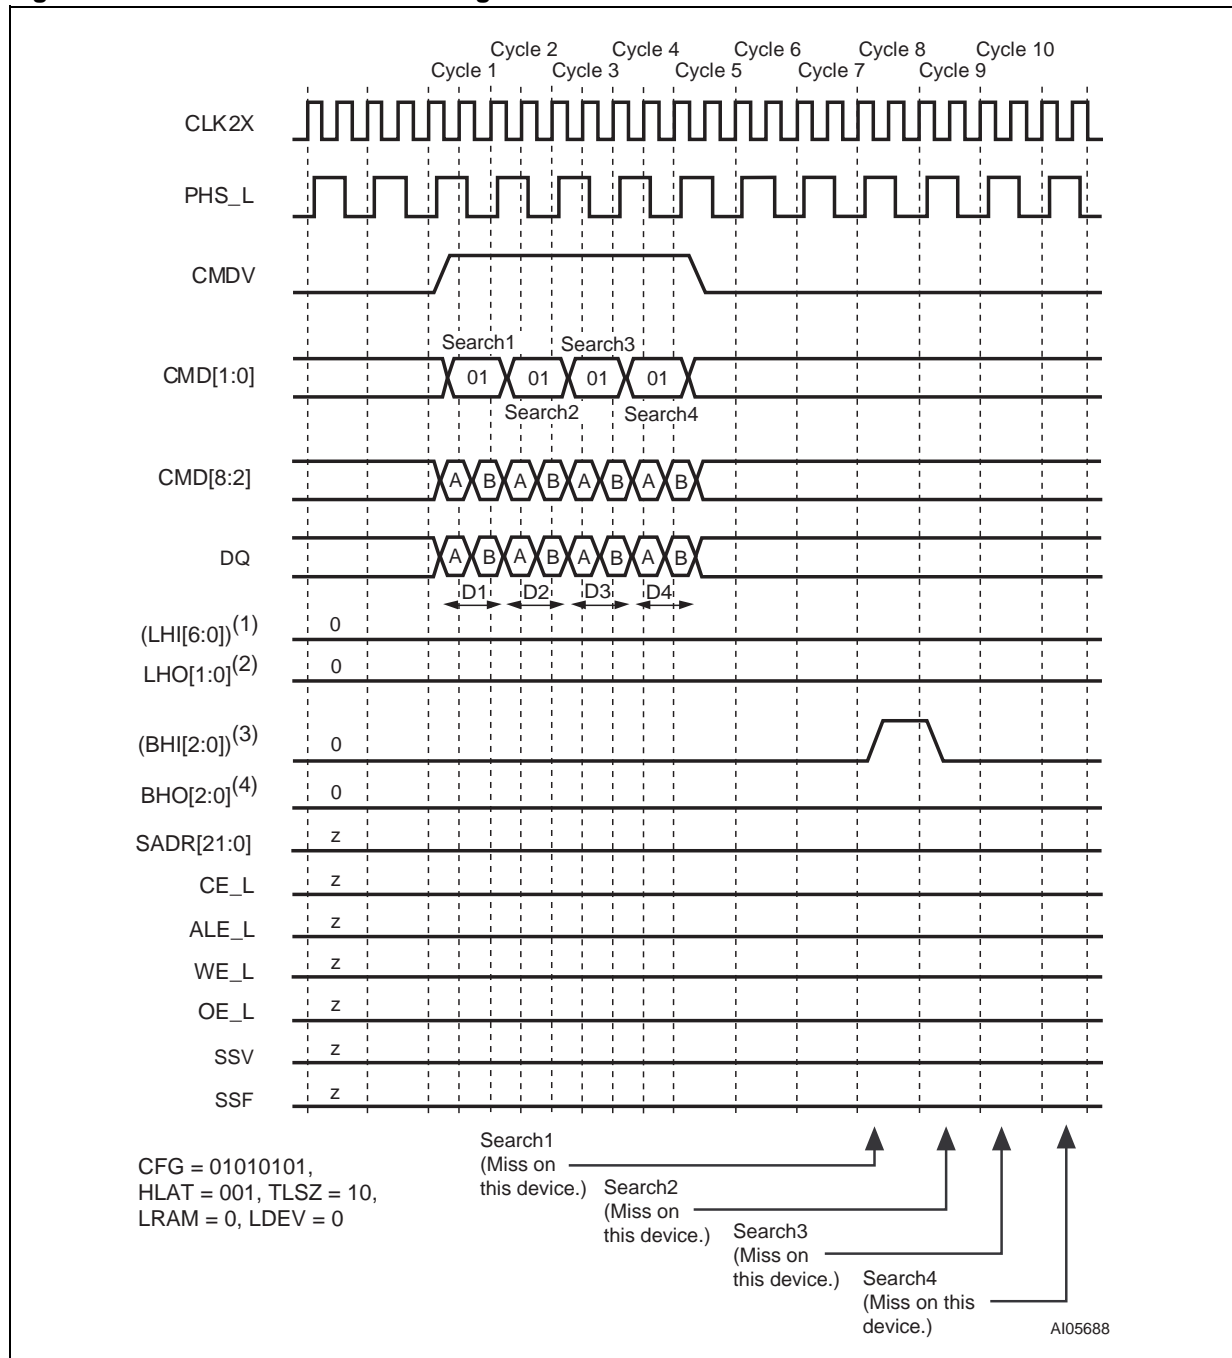 Cycle 2 Cycle 4 Cycle 6 Cycle 8 Cycle 10
Cycle 1 Cycle 3 Cycle 5 Cycle 7 Cycle 9
CLK2X
PHS_L
CMDV
Search1 Search3
CMD[1:0] 01 01 01 01
Search2 Search4
CMD[8:2] A B A B A B A B
DQ A B A B A B A B
D1 D2 D3 D4
(LHI[6:0])(1) 0
LHO[1:0](2) 0
(BHI[2:0])(3) 0
BHO[2:0](4) 0
SADR[21:0] z
CE_L z
ALE_L z
WE_L z
OE_L z
SSV z
SSF z
CFG = 01010101,
HLAT = 001, TLSZ = 10,
LRAM = 0, LDEV = 0
Search1
(Miss on
this device.)
Search2
(Miss on
this device.)
Search3
(Miss on
this device.)
Search4
(Miss on this
device.)
AI05688